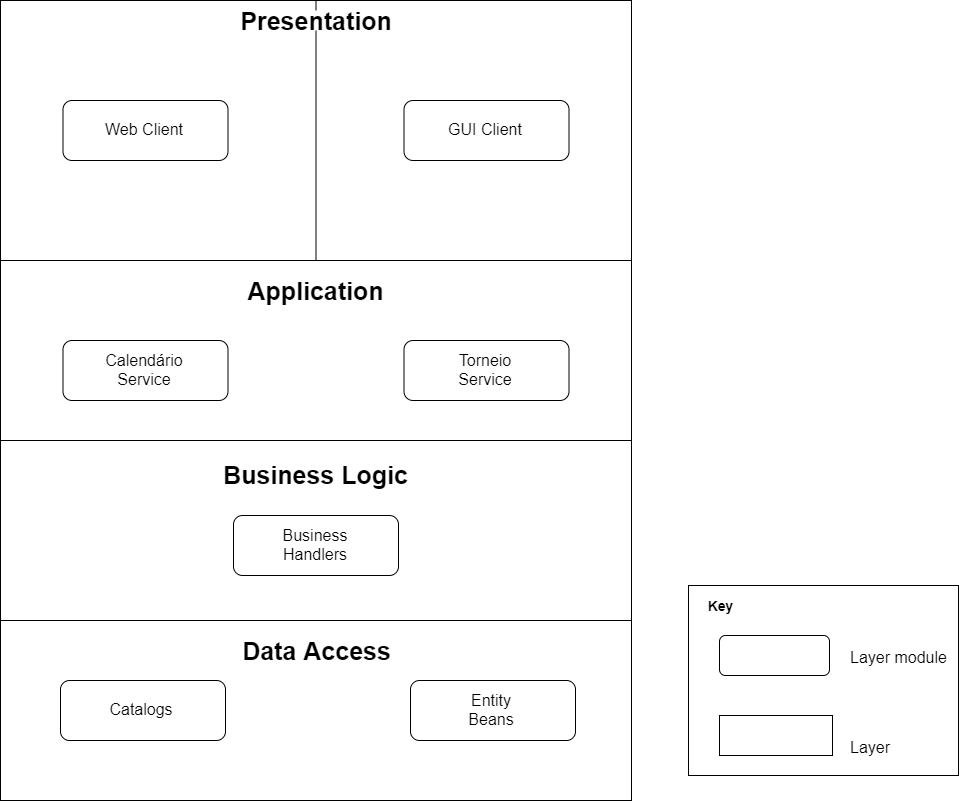 Presentation
Web Client
GUI Client
Application
Calendário
Service
Torneio
Service
Business Logic
Business
Handlers
Data Access
Catalogs
Entity
Beans
Key
Layer module
Layer